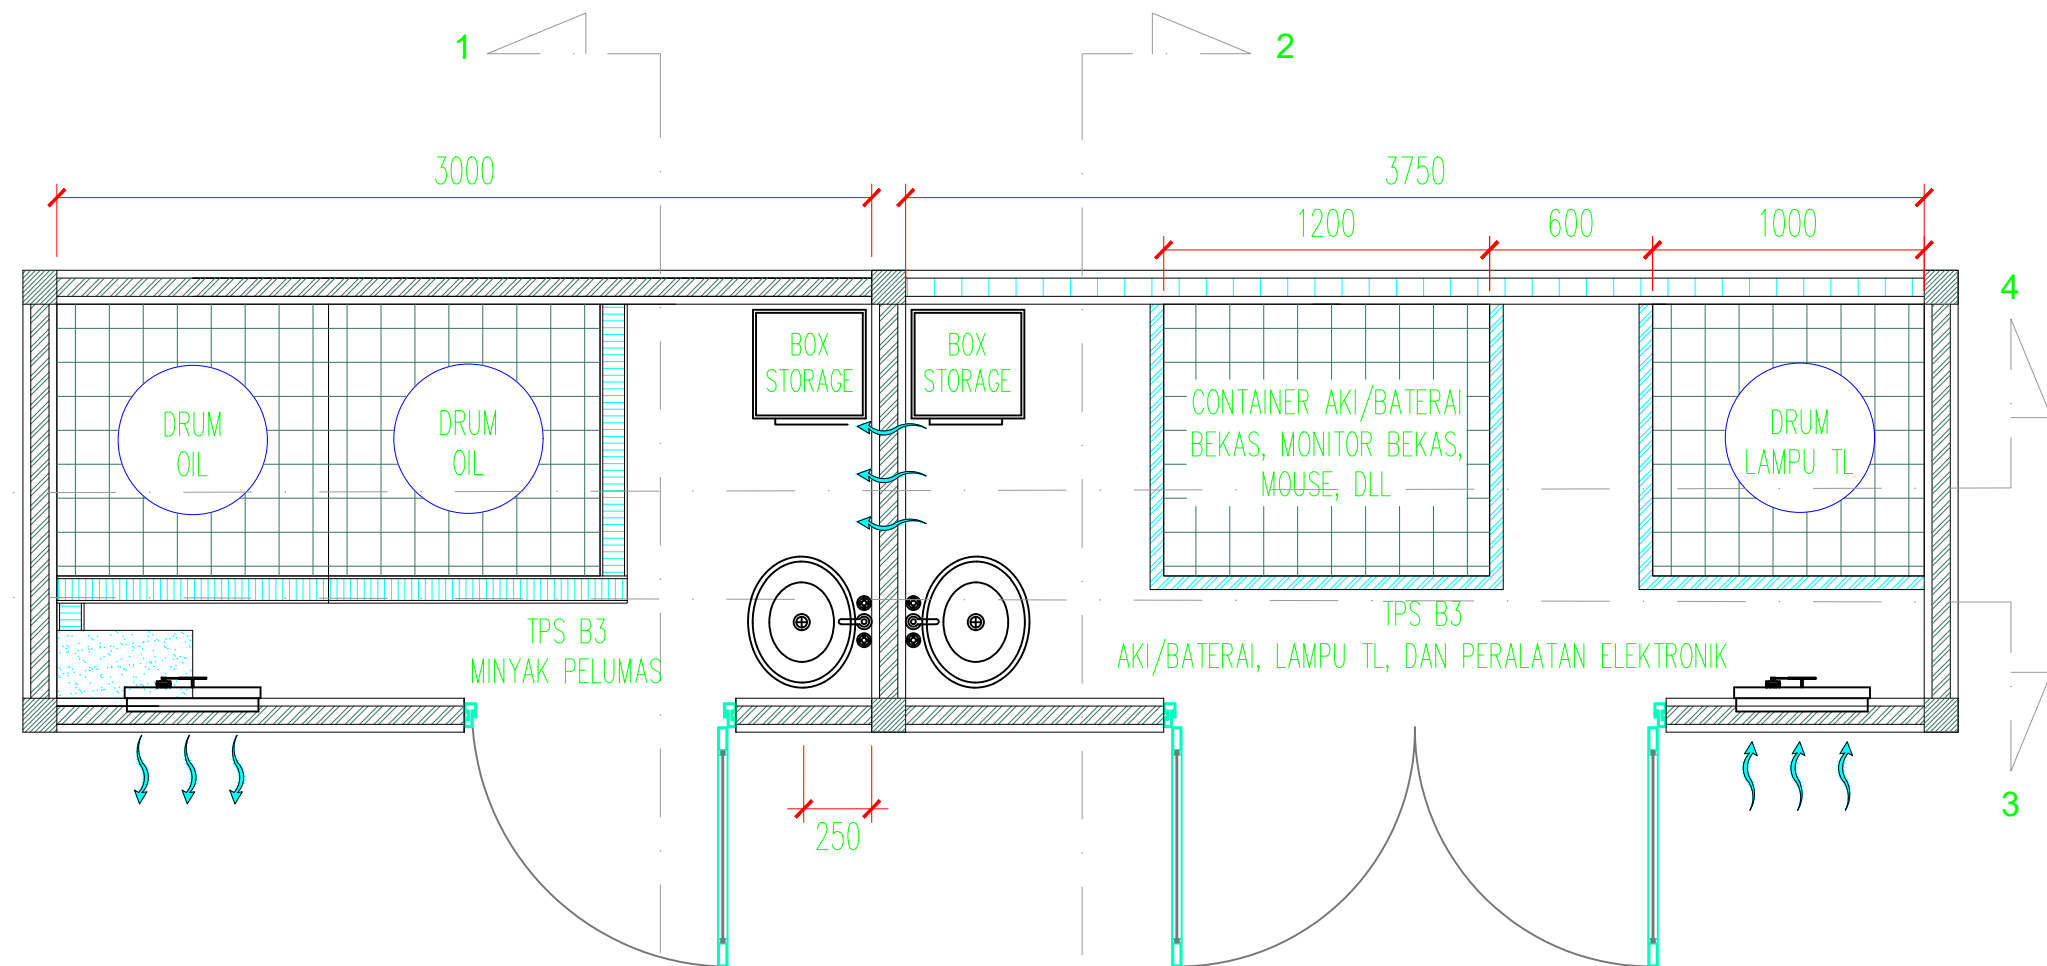 1
2
3000
3750
1200
600
1000
4
BOX
STORAGE
BOX
STORAGE
DRUM
OIL
DRUM
OIL
CONTAINER AKI/BATERAI
BEKAS, MONITOR BEKAS,
MOUSE, DLL
DRUM
LAMPU TL
TPS B3
MINYAK PELUMAS
TPS B3
AKI/BATERAI, LAMPU TL, DAN PERALATAN ELEKTRONIK
250
3